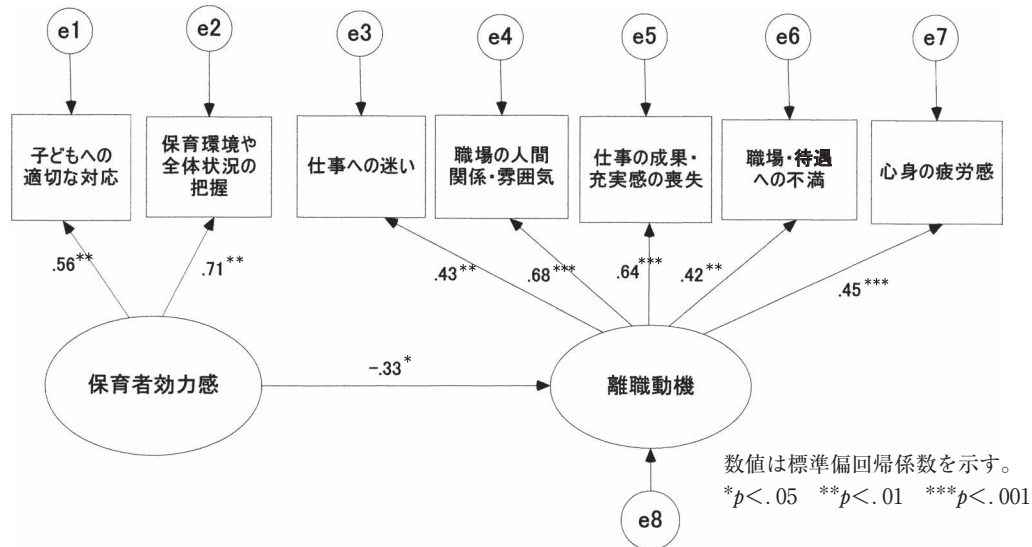 e1
e2
e3
e4
e5
e6
e7
子どもへの
適切な対応
保育環境や
全体状況の
把握
仕事への迷い
職場の人間
関係・雰囲気
仕事の成果・
充実感の喪失
職場・待遇
への不満
心身の疲労感
.56**
.71**
.43**
.68***
.64***
.42**
.45***
保育者効力感
-.33*
離職動機
e8
数値は標準偏回帰係数を示す。
*p<.05 **p<.01 ***p<.001